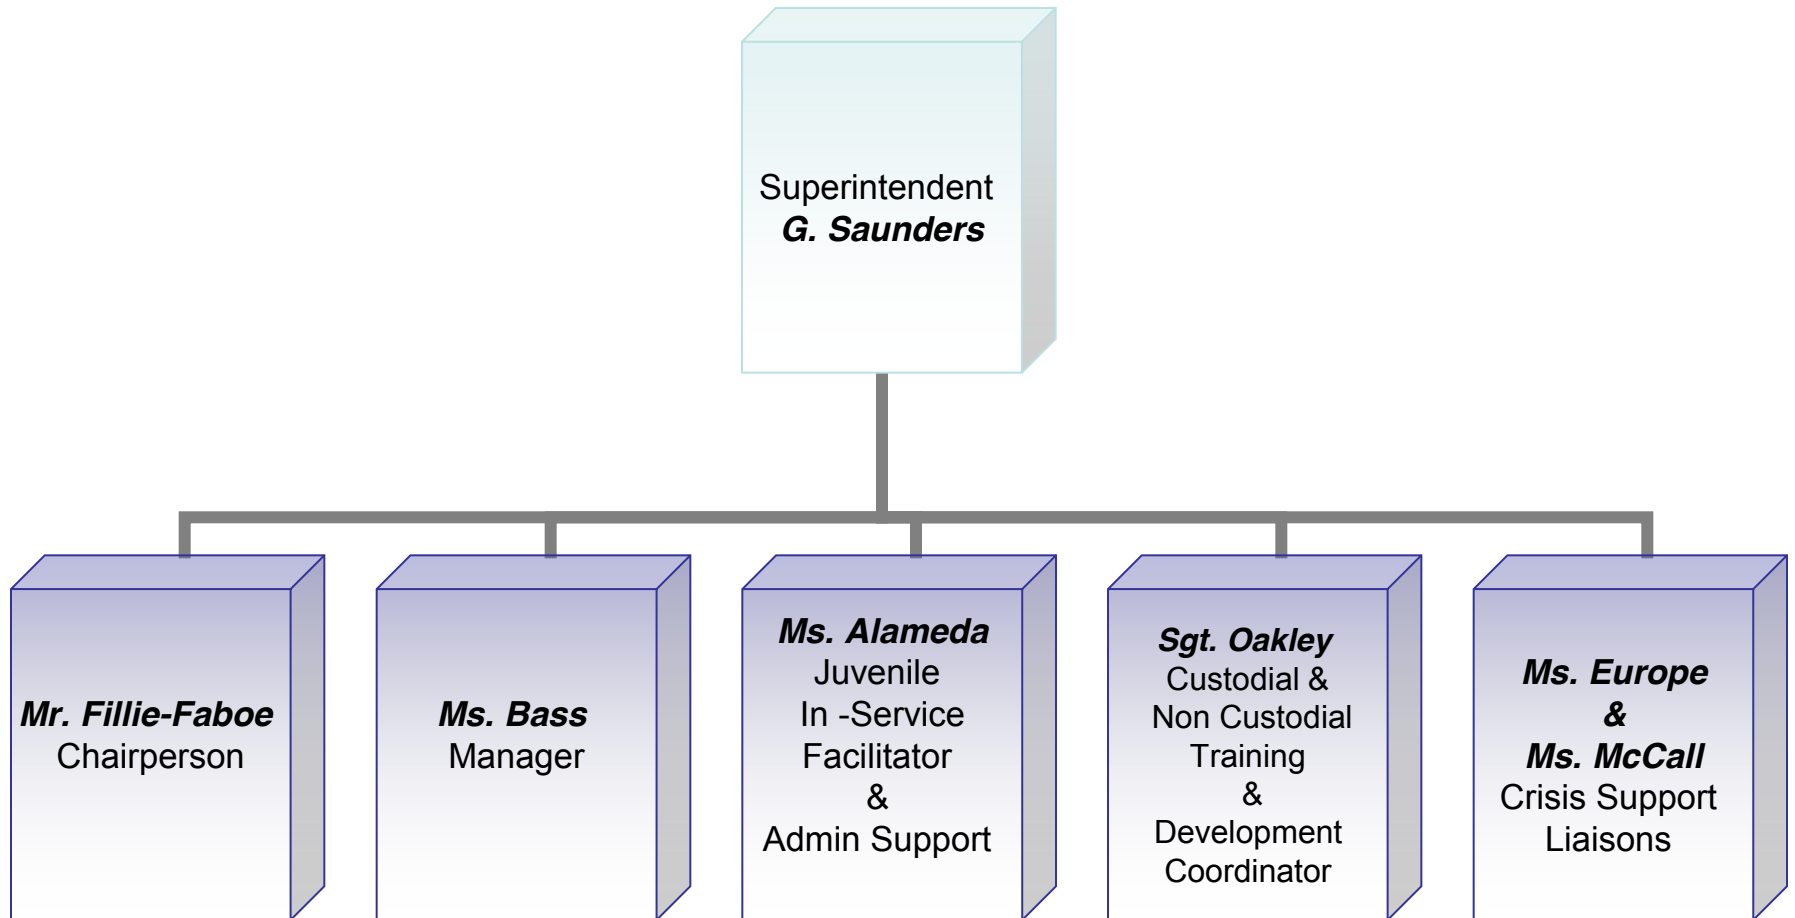 Superintendent
G. Saunders
Mr. Fillie-Faboe
Chairperson
Ms. Bass
Manager
Ms. Alameda
Juvenile
In -Service
Facilitator
&
Admin Support
Sgt. Oakley
Custodial &
Non Custodial
Training
&
Development
Coordinator
Ms. Europe
&
Ms. McCall
Crisis Support
Liaisons